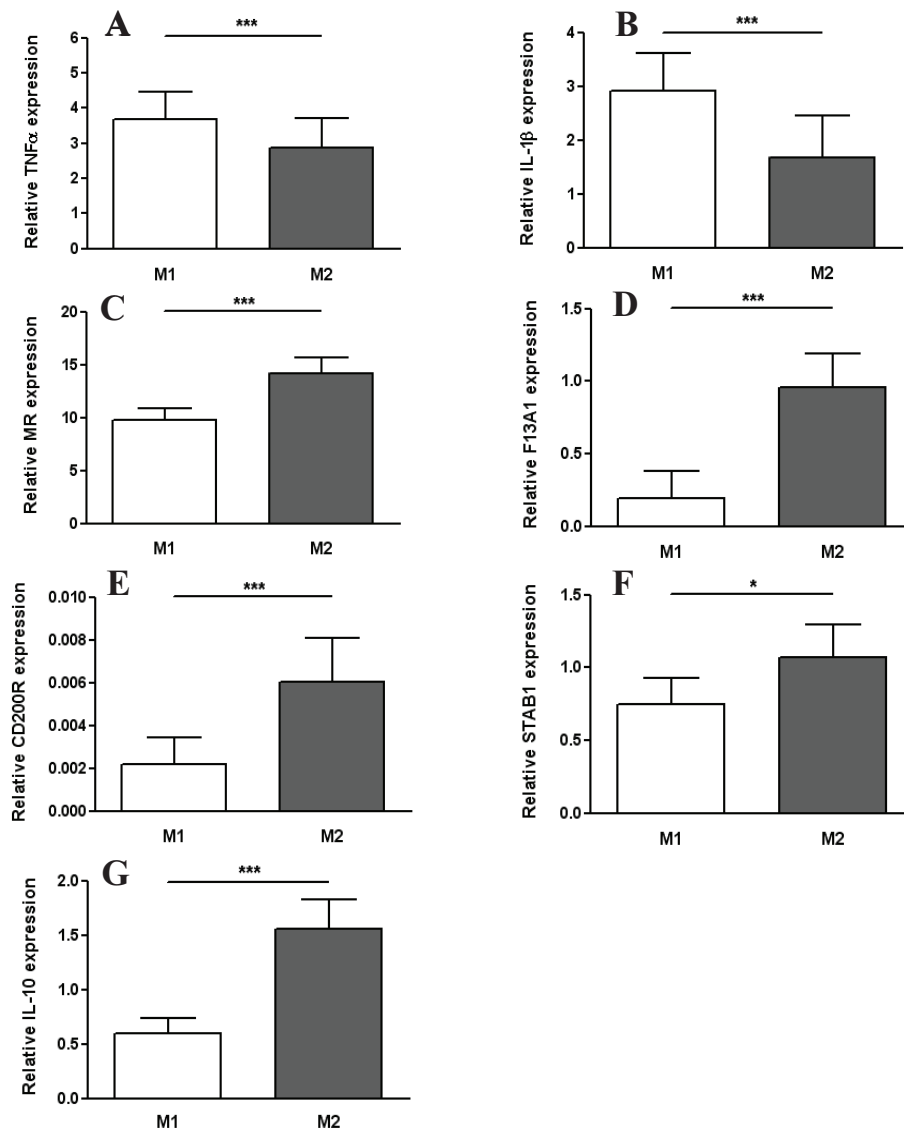 A
***
Relative TNFα expression
6
5
4
3
2
1
0
M1 M2
B
***
Relative IL-1β expression
4
3
2
1
0
M1 M2
C
***
Relative MR expression
20
15
10
5
0
M1 M2
D
***
Relative F13A1 expression
1.5
1.0
0.5
0.0
M1 M2
E
***
Relative CD200R expression
0.010
0.008
0.006
0.004
0.002
0.000
M1 M2
F
*
Relative STAB1 expression
1.5
1.0
0.5
0.0
M1 M2
G
***
Relative IL-10 expression
2.0
1.5
1.0
0.5
0.0
M1 M2